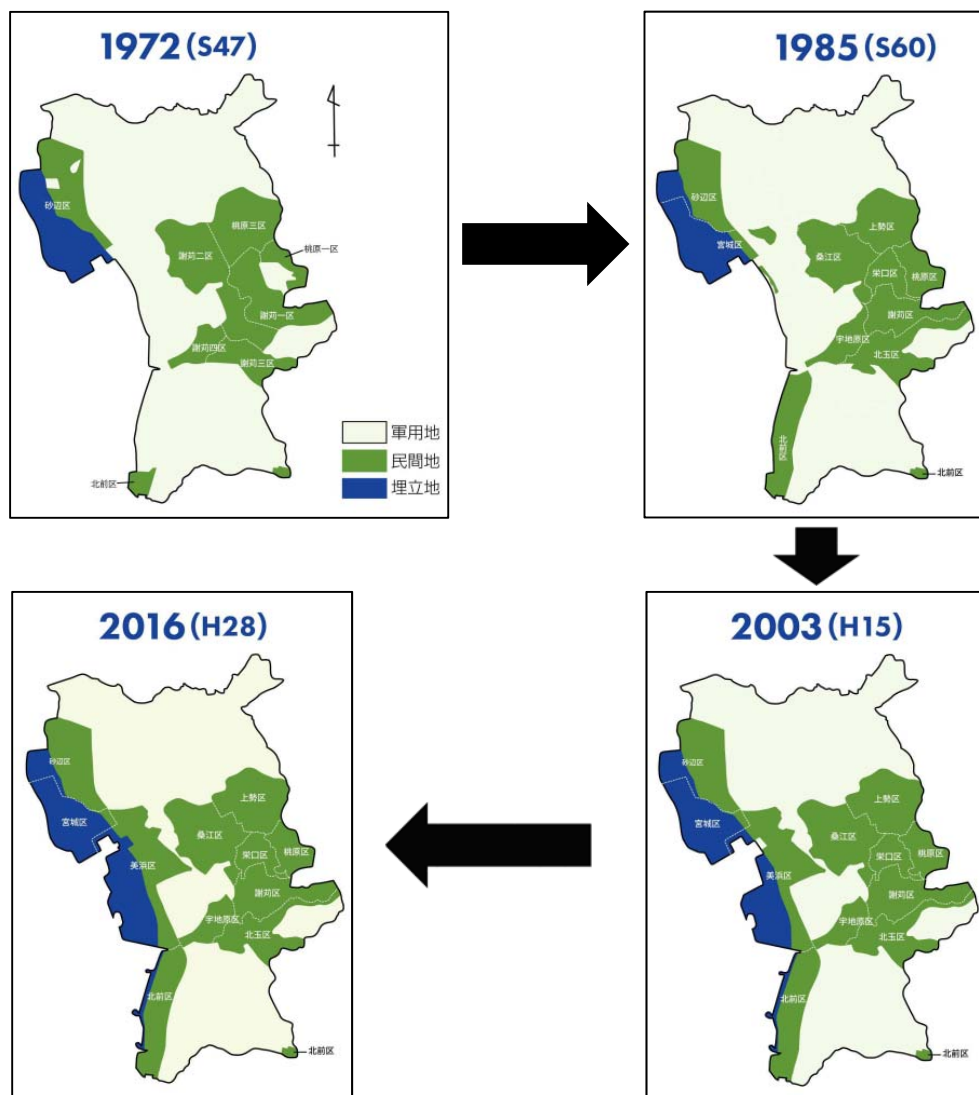 1972 (S47)
桃原三区
砂辺区
桃原一区
謝苅二区
謝苅一区
謝苅四区
謝苅三区
軍用地
民間地
埋立地
北前区
1985 (S60)
砂辺区
上勢区
宮城区
桑江区
栄口区
桃原区
謝苅区
宇地原区
北玉区
北前区
北前区
2016 (H28)
砂辺区
上勢区
宮城区
桑江区
栄口区
桃原区
美浜区
謝苅区
宇地原区
北玉区
北前区
北前区
2003 (H15)
砂辺区
上勢区
宮城区
桑江区
栄口区
桃原区
美浜区
謝苅区
宇地原区
北玉区
北前区
北前区